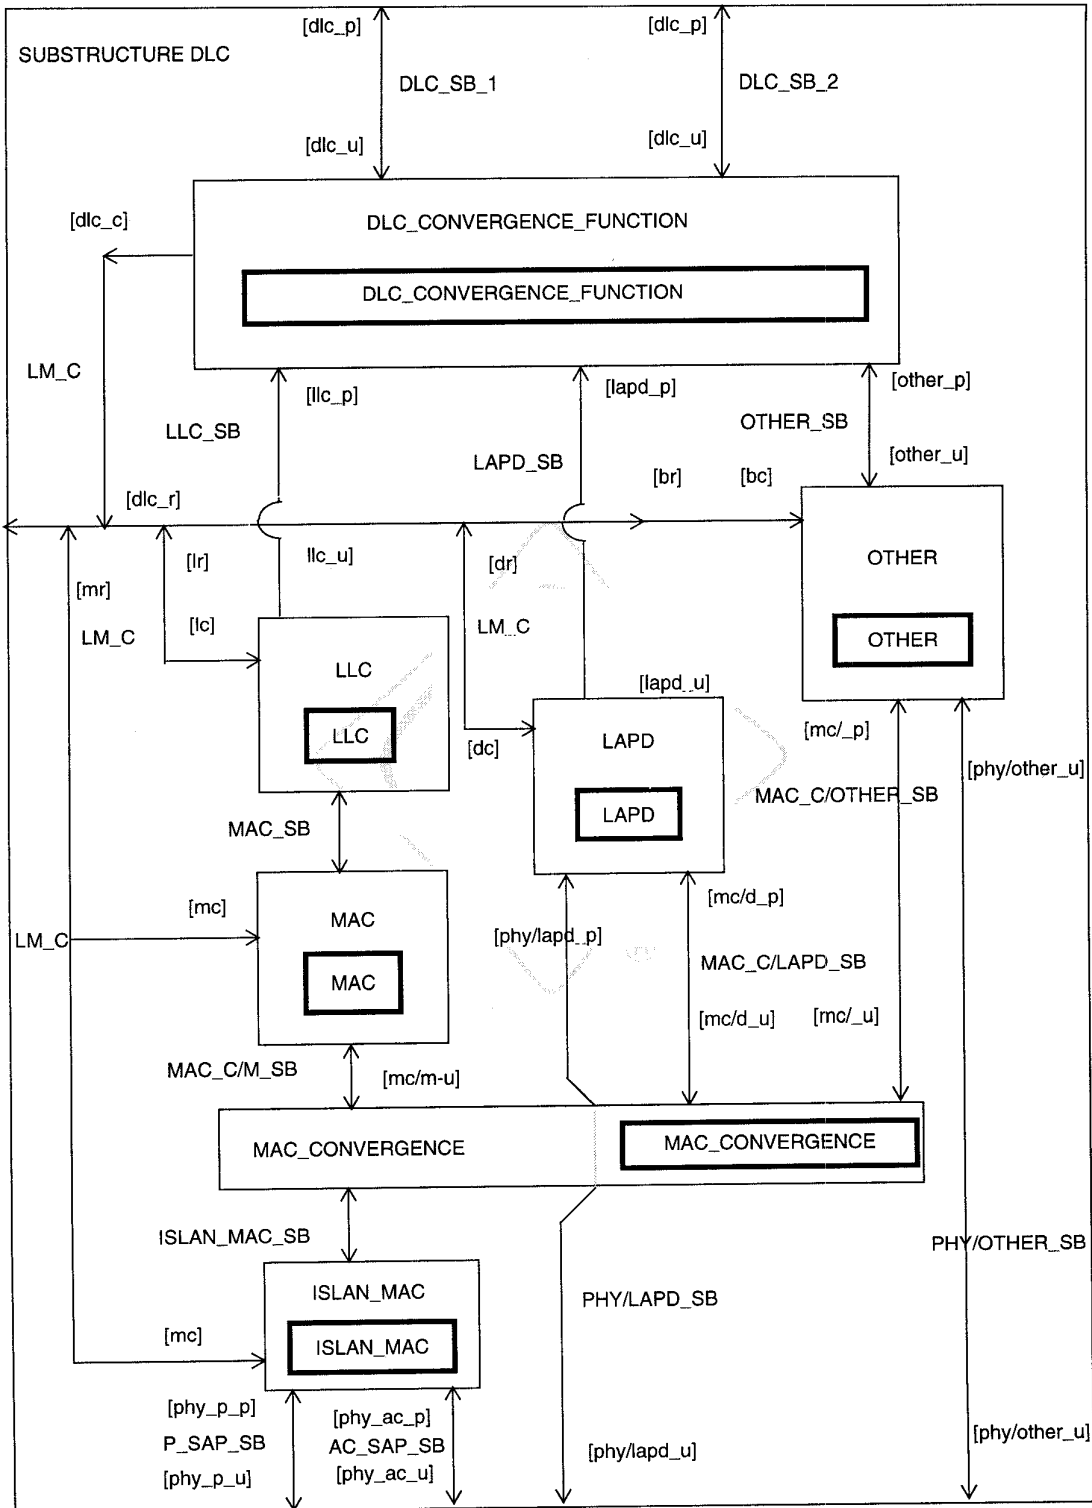 [dlc_p]
[dlc_p]
SUBSTRUCTURE DLC
DLC_SB_1
DLC_SB_2
[dlc_u]
[dlc_u]
[dlc_c]
DLC_CONVERGENCE_FUNCTION
DLC_CONVERGENCE_FUNCTION
LM_C
[llc_p]
[lapd_p]
[other_p]
LLC_SB
OTHER_SB
LAPD_SB
[other_u]
[br]
[bc]
[dlc_r]
[lr]
llc_u]
[dr]
OTHER
[mr]
[lc]
LM_C
LM_C
OTHER
LLC
[lapd_u]
LLC
[dc]
LAPD
[mc/_p]
[phy/other_u]
LAPD
MAC_C/OTHER_SB
MAC_SB
[mc/d_p]
[mc]
MAC
LM_C
[phy/lapd_p]
MAC_C/LAPD_SB
MAC
[mc/d_u]
[mc/_u]
MAC_C/M_SB
[mc/m-u]
MAC_CONVERGENCE
MAC_CONVERGENCE
ISLAN_MAC_SB
PHY/OTHER_SB
ISLAN_MAC
PHY/LAPD_SB
[mc]
ISLAN_MAC
[phy_p_p]
[phy_ac_p]
P_SAP_SB
AC_SAP_SB
[phy/lapd_u]
[phy/other_u]
[phy_p_u]
[phy_ac_u]